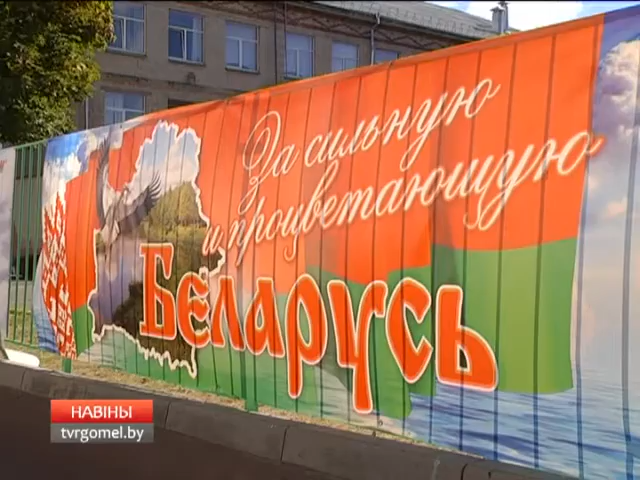 За сильную
и процветающую
Беларусь
НАВІНЫ
tvrgomel.by